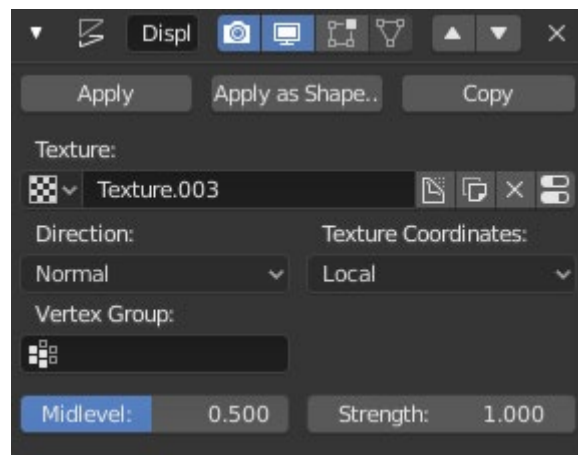 Displ
Apply Apply as Shape.. Copy
Texture:
Texture.003
Direction: Texture Coordinates:
Normal Local
Vertex Group:
Midlevel: 0.500 Strength: 1.000